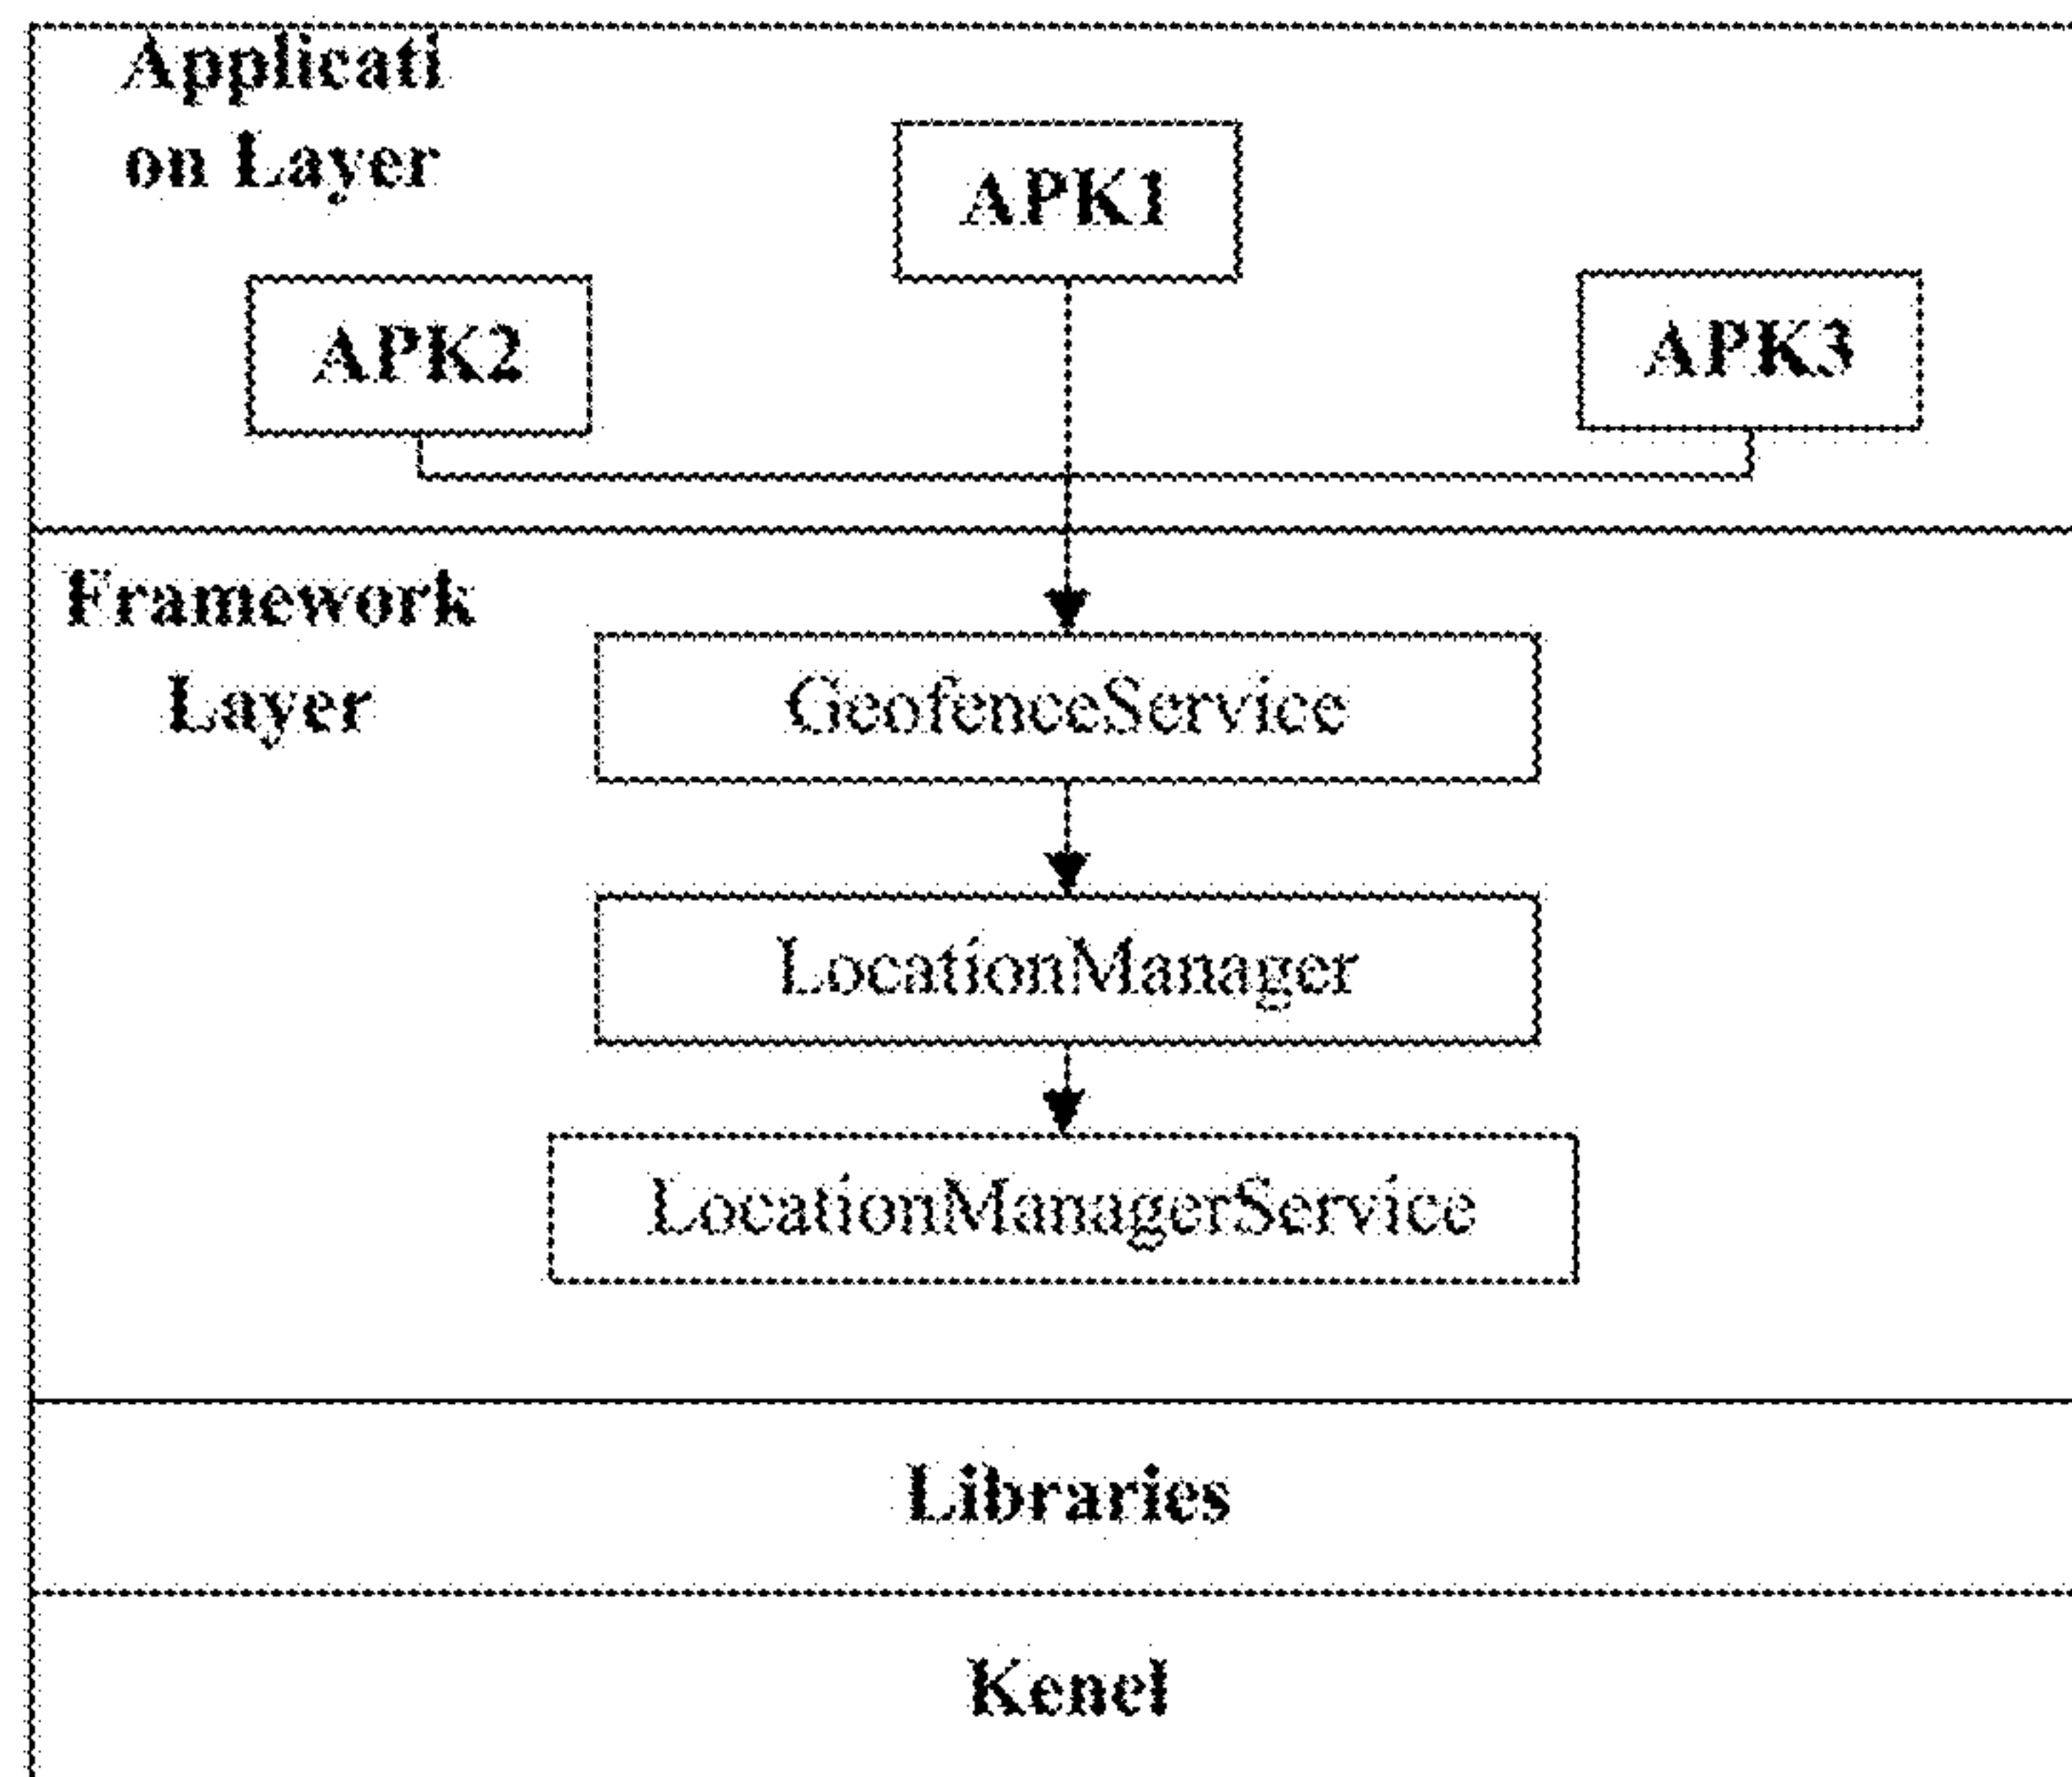 Applicati
on Layer
APK1
APK2
APK3
Framework
Layer
GeofenceService
LocationManager
LocationManagerService
Libraries
Kenel